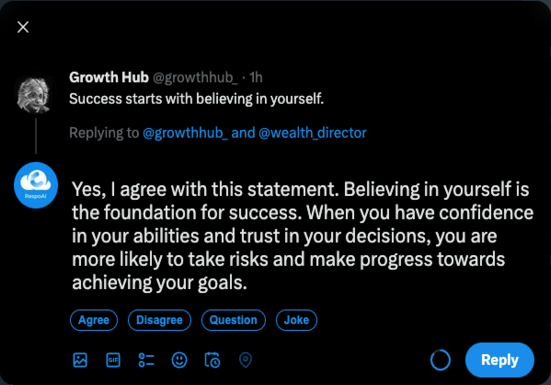 Growth Hub @growthhub_ · 1h
Success starts with believing in yourself.
Replying to @growthhub_ and @wealth_director
RespoAI
Yes, I agree with this statement. Believing in yourself is
the foundation for success. When you have confidence
in your abilities and trust in your decisions, you are
more likely to take risks and make progress towards
achieving your goals.
Agree Disagree Question Joke
GIF
Reply